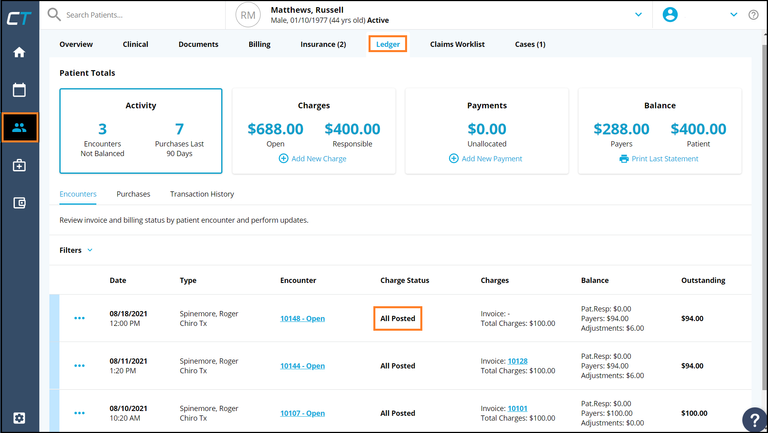 CT
Search Patients...
RM
Matthews, Russell
Male, 01/10/1977 (44 yrs old) Active
Overview
Clinical
Documents
Billing
Insurance (2)
Ledger
Claims Worklist
Cases (1)
Patient Totals
Activity
3
Encounters
Not Balanced
7
Purchases Last
90 Days
Charges
$688.00
Open
$400.00
Responsible
Add New Charge
Payments
$0.00
Unallocated
Add New Payment
Balance
$288.00
Payers
$400.00
Patient
Print Last Statement
Encounters
Purchases
Transaction History
Review invoice and billing status by patient encounter and perform updates.
Filters
Date
Type
Encounter
Charge Status
Charges
Balance
Outstanding
08/18/2021
12:00 PM
Spinemore, Roger
Chiro Tx
10148 - Open
All Posted
Invoice: -
Total Charges: $100.00
Pat.Resp: $0.00
Payers: $94.00
Adjustments: $6.00
$94.00
08/11/2021
1:20 PM
Spinemore, Roger
Chiro Tx
10144 - Open
All Posted
Invoice: 10128
Total Charges: $100.00
Pat.Resp: $0.00
Payers: $94.00
Adjustments: $6.00
$94.00
08/10/2021
10:20 AM
Spinemore, Roger
Chiro Tx
10107 - Open
All Posted
Invoice: 10101
Total Charges: $100.00
Pat.Resp: $0.00
Payers: $100.00
Adjustments: $0.00
$100.00